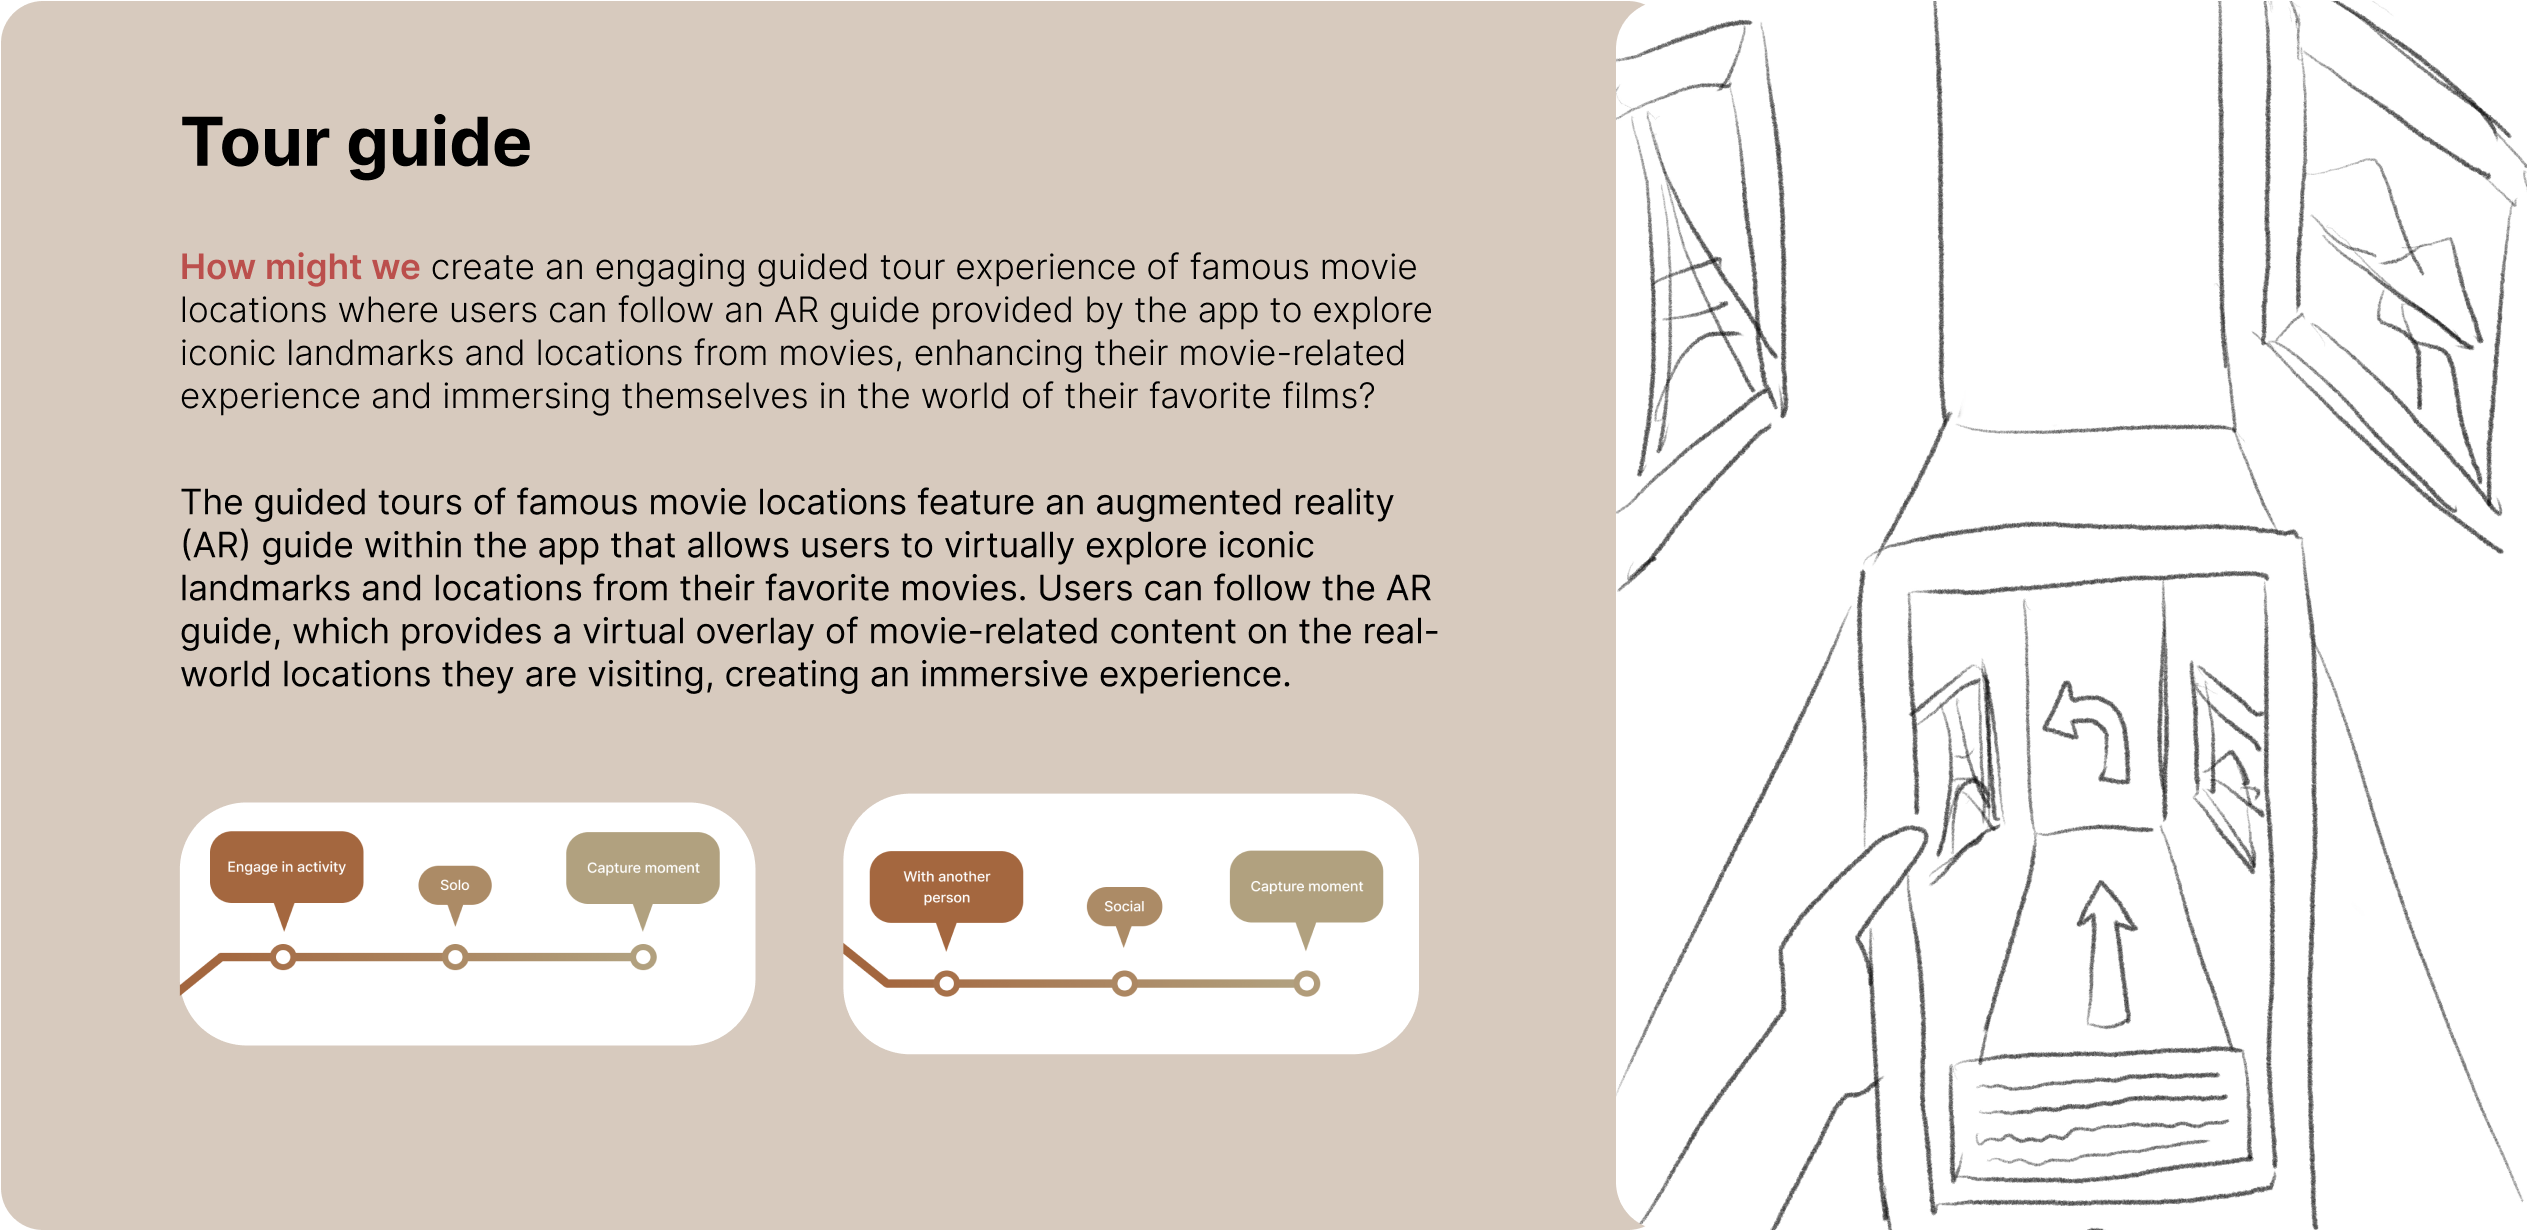 Tour guide
How might we create an engaging guided tour experience of famous movie
locations where users can follow an AR guide provided by the app to explore
iconic landmarks and locations from movies, enhancing their movie-related
experience and immersing themselves in the world of their favorite films?
The guided tours of famous movie locations feature an augmented reality
(AR) guide within the app that allows users to virtually explore iconic
landmarks and locations from their favorite movies. Users can follow the AR
guide, which provides a virtual overlay of movie-related content on the real-
world locations they are visiting, creating an immersive experience.
Engage in activity
Solo
Capture moment
With another
person
Social
Capture moment